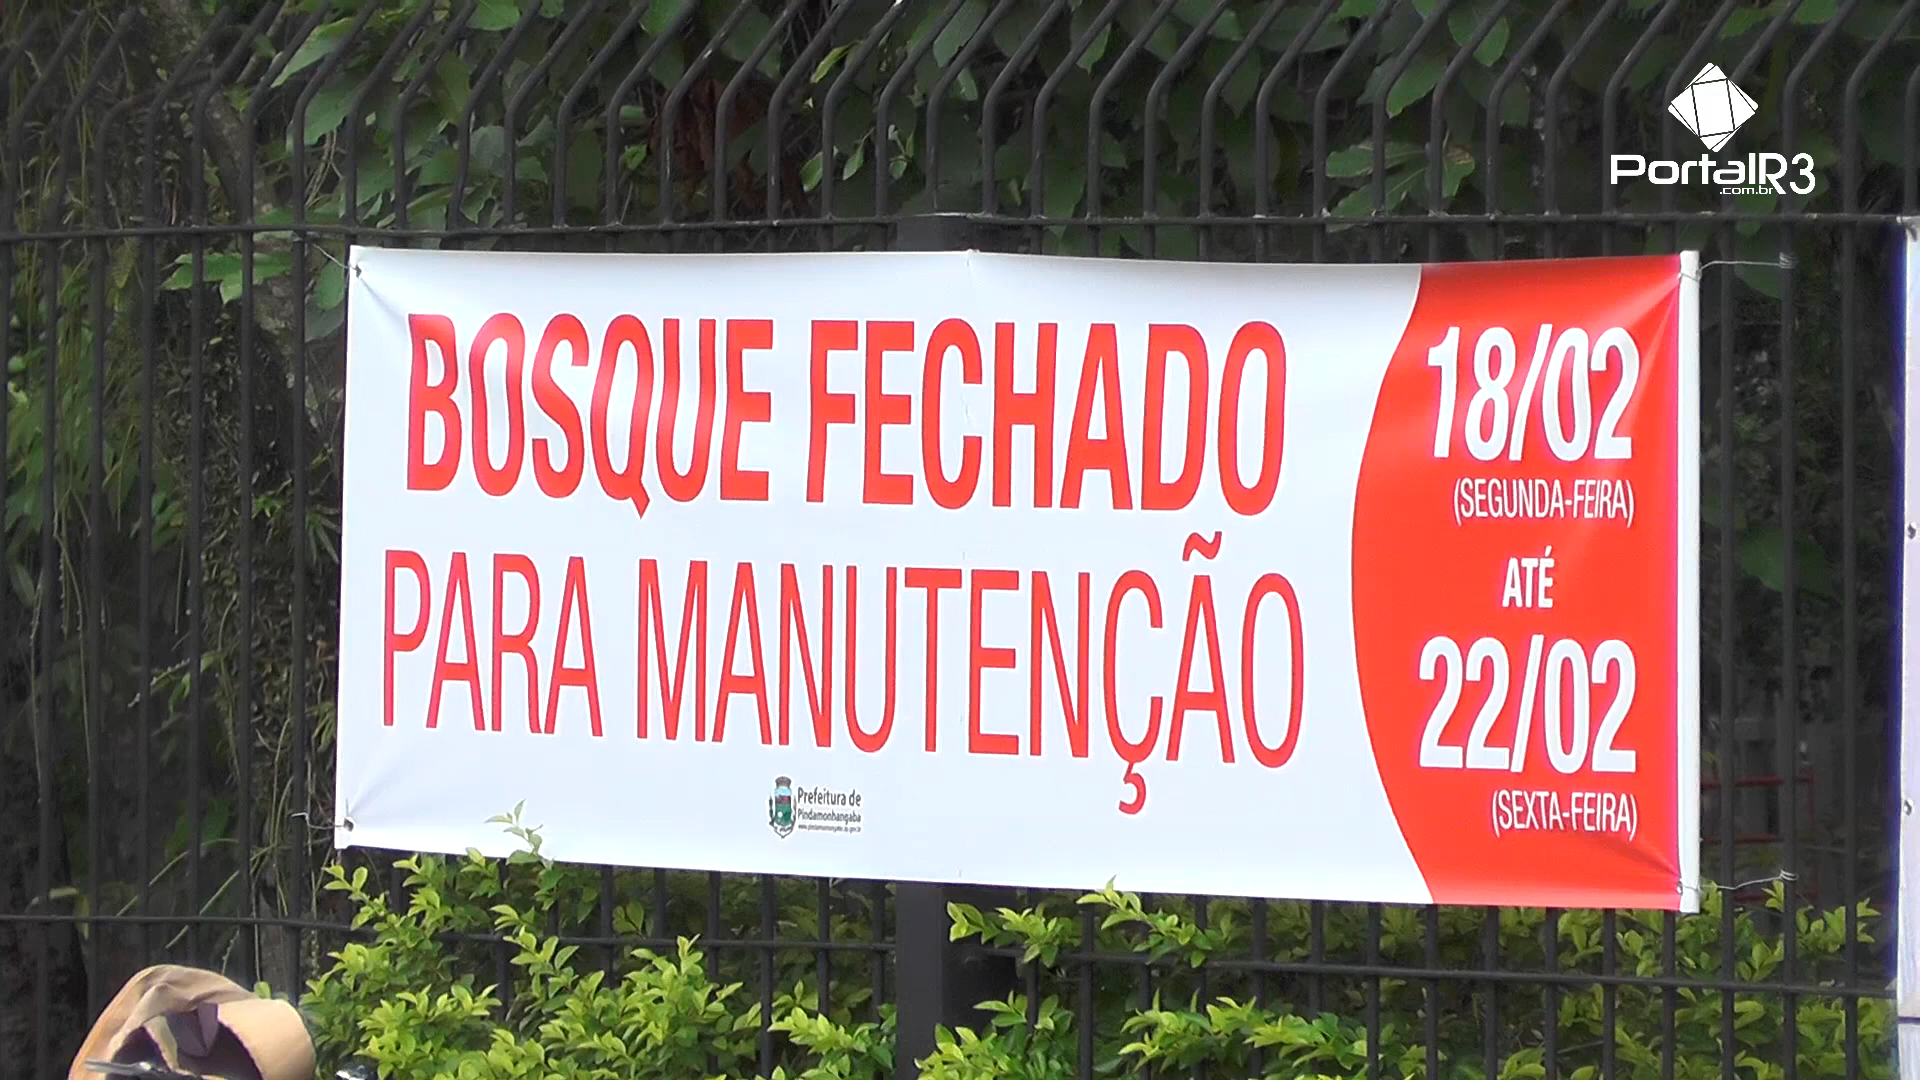 PortalR3
.com.br
BOSQUE FECHADO
PARA MANUTENÇÃO
18/02
(SEGUNDA-FEIRA)
ATÉ
22/02
(SEXTA-FEIRA)
Prefeitura de
Pindamonhangaba